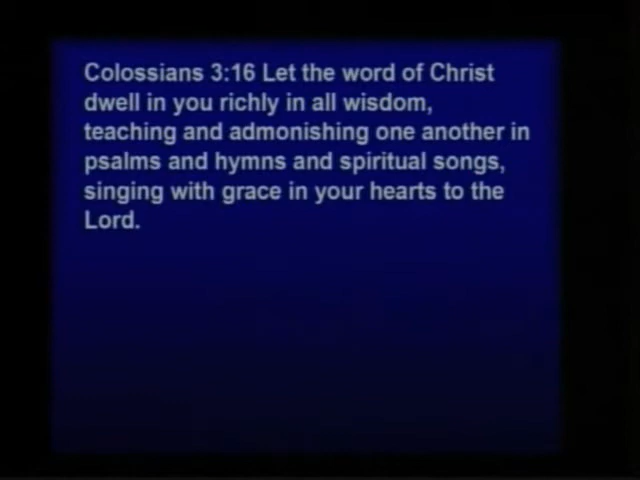 Colossians 3:16 Let the word of Christ
dwell in you richly in all wisdom,
teaching and admonishing one another in
psalms and hymns and spiritual songs,
singing with grace in your hearts to the
Lord.